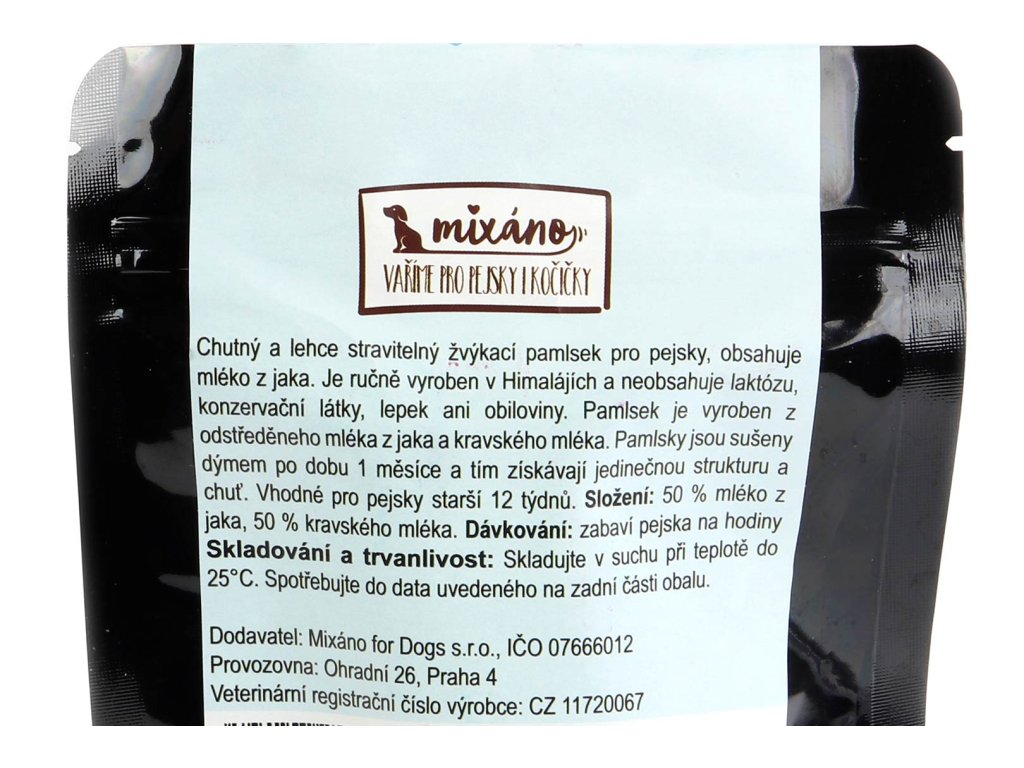 mixáno
VAŘÍME PRO PEJSKY I KOČIČKY
Chutný a lehce stravitelný žvýkací pamlsek pro pejsky, obsahuje
mléko z jaka. Je ručně vyroben v Himalájích a neobsahuje laktózu,
konzervační látky, lepek ani obiloviny. Pamlsek je vyroben z
odstředěneho mléka z jaka a kravského mléka. Pamlsky jsou sušeny
dýmem po dobu 1 měsíce a tím získávají jedinečnou strukturu a
chuť. Vhodné pro pejsky starší 12 týdnů. Složení: 50 % mléko z
jaka, 50 % kravského mléka. Dávkování: zabaví pejska na hodiny
Skladování a trvanlivost: Skladujte v suchu při teplotě do
25°C. Spotřebujte do data uvedeného na zadní části obalu.
Dodavatel: Mixáno for Dogs s.r.o., IČO 07666012
Provozovna: Ohradní 26, Praha 4
Veterinární registrační číslo výrobce: CZ 11720067